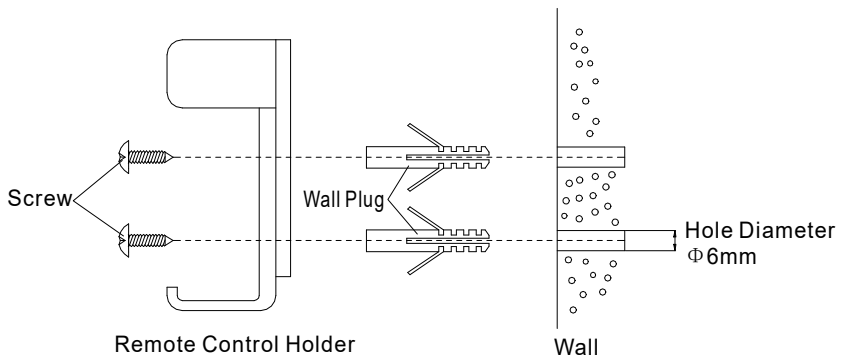 Screw
Wall Plug
Hole Diameter
Φ6mm
Remote Control Holder
Wall